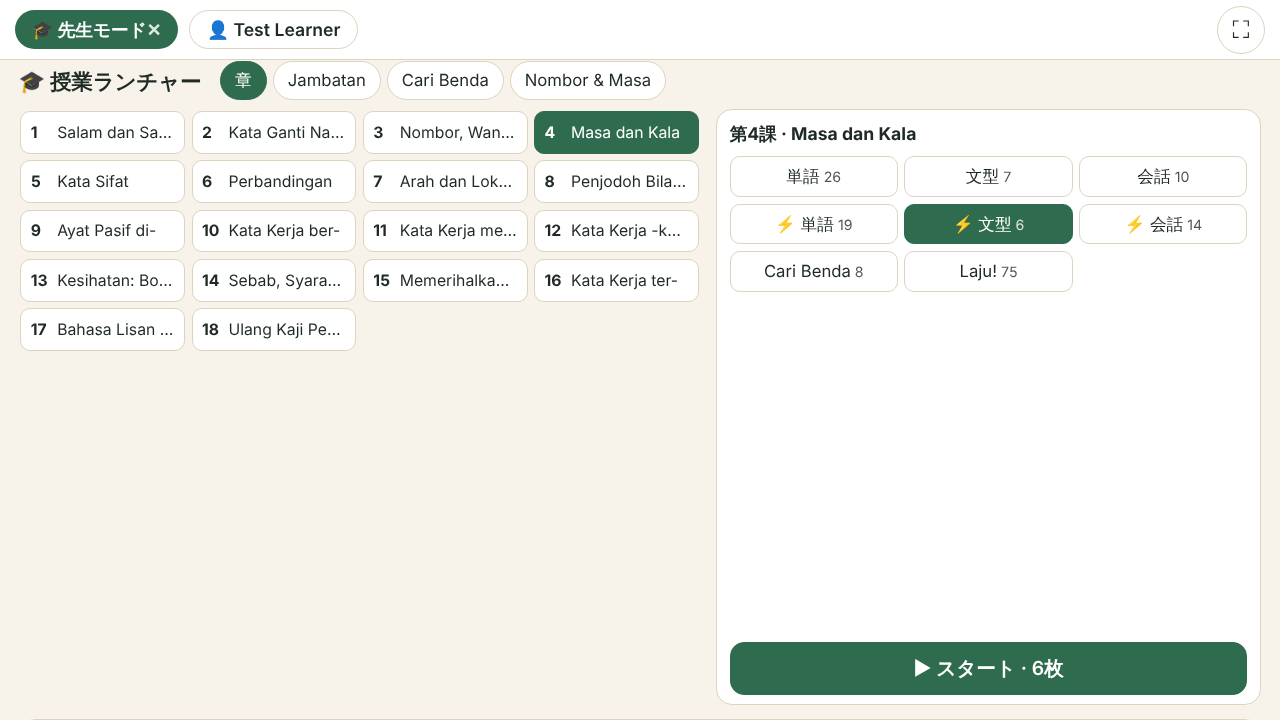 🎓 先生モード✕
👤 Test Learner
🎓 授業ランチャー
章
Jambatan
Cari Benda
Nombor & Masa
1 Salam dan Sa...
2 Kata Ganti Na...
3 Nombor, Wan...
4 Masa dan Kala
5 Kata Sifat
6 Perbandingan
7 Arah dan Lok...
8 Penjodoh Bila...
9 Ayat Pasif di-
10 Kata Kerja ber-
11 Kata Kerja me...
12 Kata Kerja -k...
13 Kesihatan: Bo...
14 Sebab, Syara...
15 Memerihalka...
16 Kata Kerja ter-
17 Bahasa Lisan ...
18 Ulang Kaji Pe...
第4課 · Masa dan Kala
単語 26
文型 7
会話 10
⚡ 単語 19
⚡ 文型 6
⚡ 会話 14
Cari Benda 8
Laju! 75
▶ スタート · 6枚